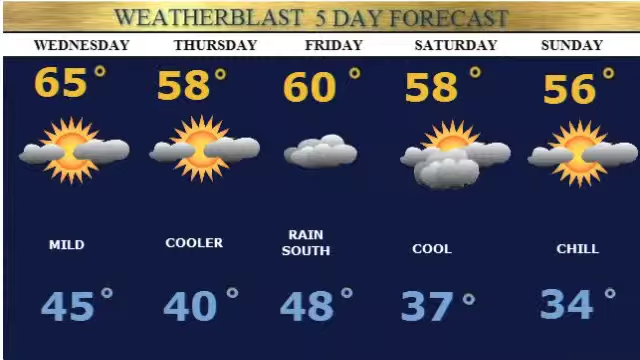 WEATHERBLAST 5 DAY FORECAST
WEDNESDAY THURSDAY FRIDAY SATURDAY SUNDAY
65° 58° 60° 58° 56°
MILD COOLER RAIN SOUTH COOL CHILL
45° 40° 48° 37° 34°